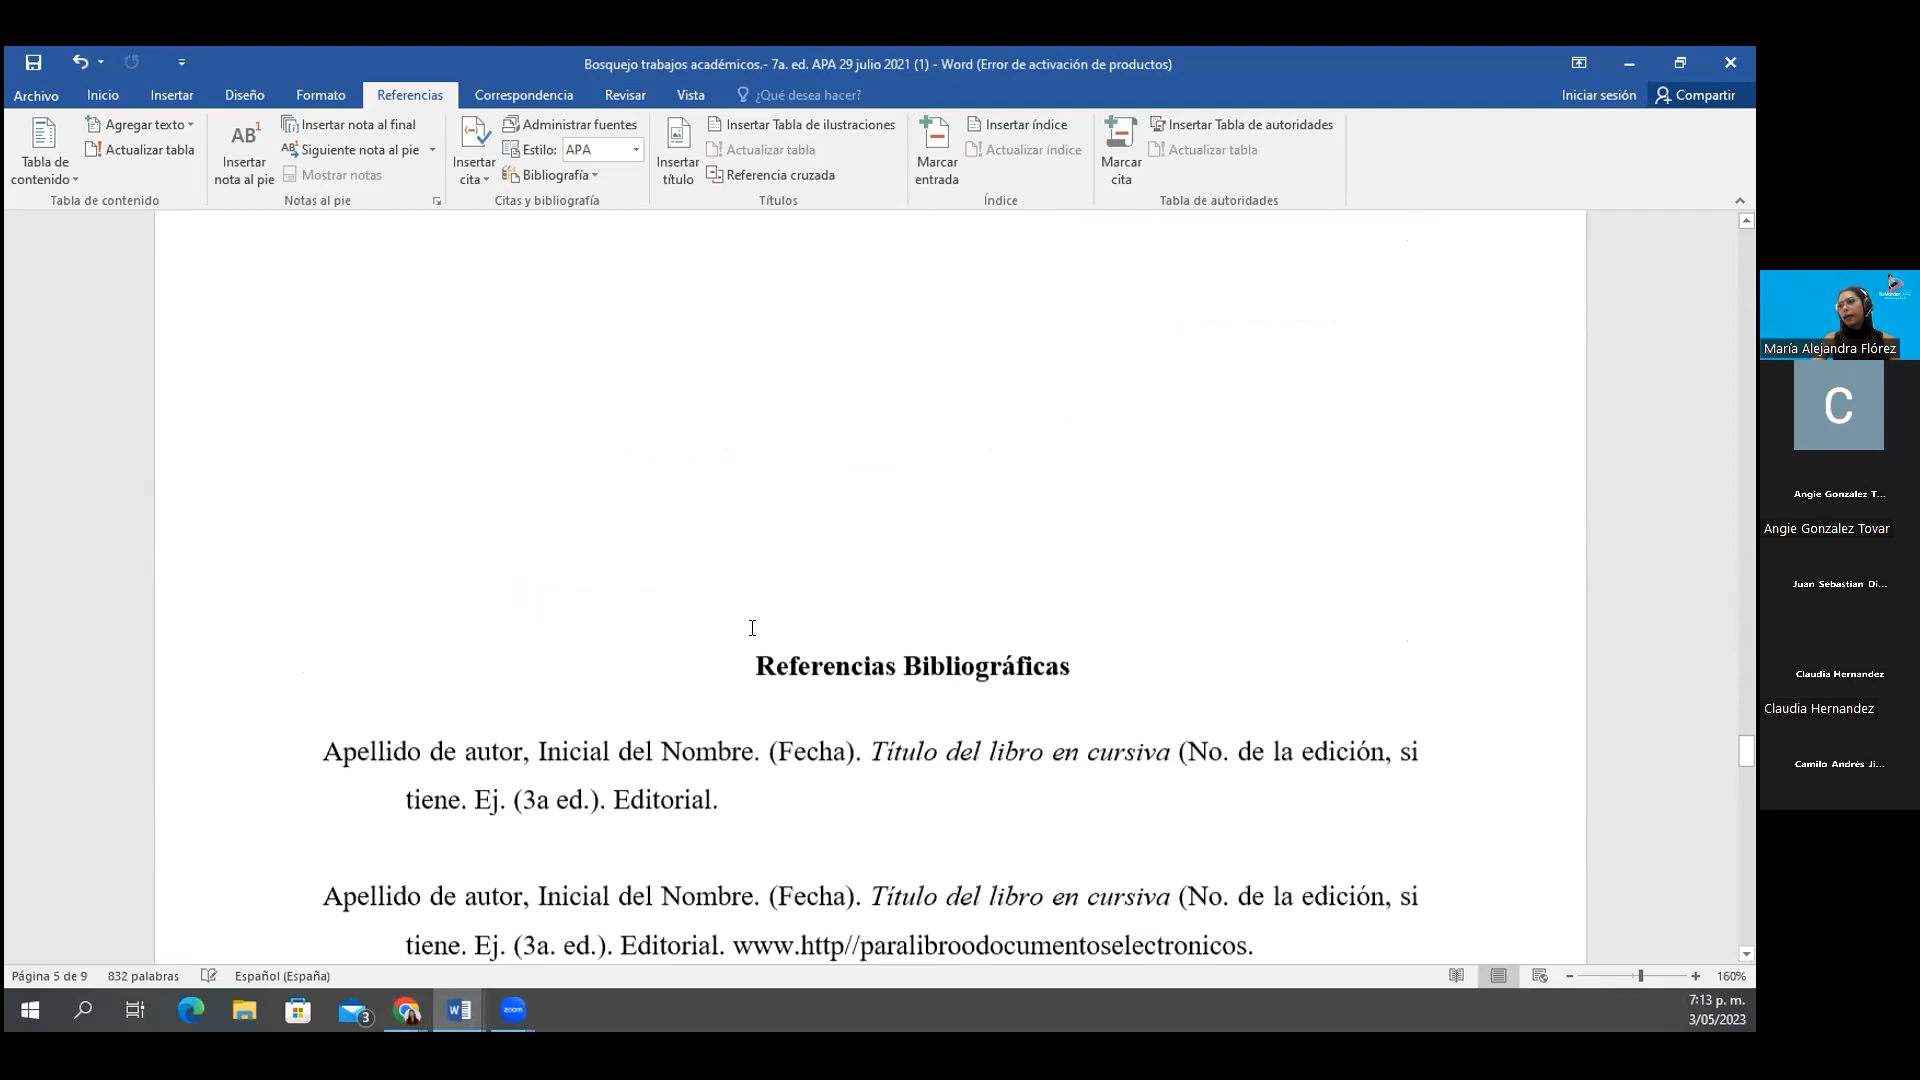 Bosquejo trabajos académicos.- 7a. ed. APA 29 julio 2021 (1) - Word (Error de activación de productos)
Archivo Inicio Insertar Diseño Formato Referencias Correspondencia Revisar Vista ¿Qué desea hacer? Iniciar sesión Compartir
Tabla de contenido
Agregar texto
Actualizar tabla
Tabla de contenido
AB1
Insertar nota al pie
Insertar nota al final
Siguiente nota al pie
Mostrar notas
Notas al pie
Insertar cita
Administrar fuentes
Estilo: APA
Bibliografía
Citas y bibliografía
Insertar título
Insertar Tabla de ilustraciones
Actualizar tabla
Referencia cruzada
Títulos
Marcar entrada
Insertar índice
Actualizar índice
Índice
Marcar cita
Insertar Tabla de autoridades
Actualizar tabla
Tabla de autoridades
Referencias Bibliográficas
Apellido de autor, Inicial del Nombre. (Fecha). Título del libro en cursiva (No. de la edición, si
tiene. Ej. (3a ed.). Editorial.
Apellido de autor, Inicial del Nombre. (Fecha). Título del libro en cursiva (No. de la edición, si
tiene. Ej. (3a. ed.). Editorial. www.http//paralibroodocumentoselectronicos.
Página 5 de 9 832 palabras Español (España) 160%
3
W
zoom
7:13 p. m.
3/05/2023
María Alejandra Flórez
C
Angie Gonzalez T...
Angie Gonzalez Tovar
Juan Sebastian Di...
Claudia Hernandez
Claudia Hernandez
Camilo Andrés Ji...